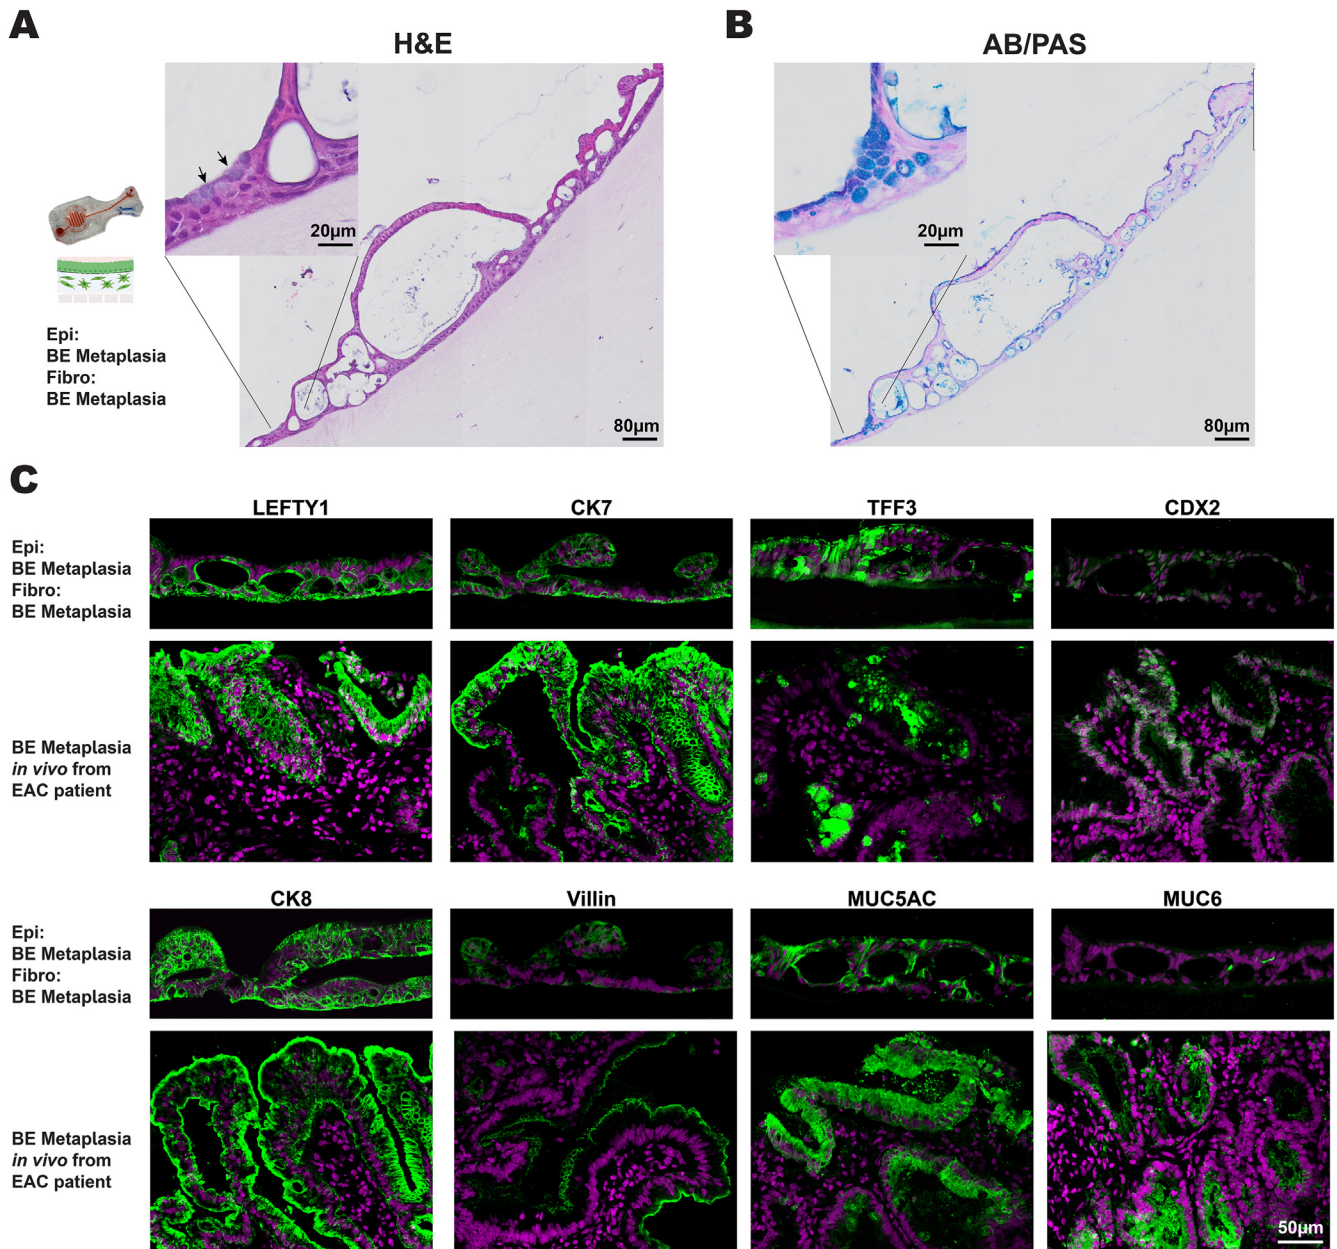 A
H&E
20µm
80µm
Epi:
BE Metaplasia
Fibro:
BE Metaplasia
B
AB/PAS
20µm
80µm
C
LEFTY1
CK7
TFF3
CDX2
Epi:
BE Metaplasia
Fibro:
BE Metaplasia
BE Metaplasia
in vivo from
EAC patient
CK8
Villin
MUC5AC
MUC6
Epi:
BE Metaplasia
Fibro:
BE Metaplasia
BE Metaplasia
in vivo from
EAC patient
50µm